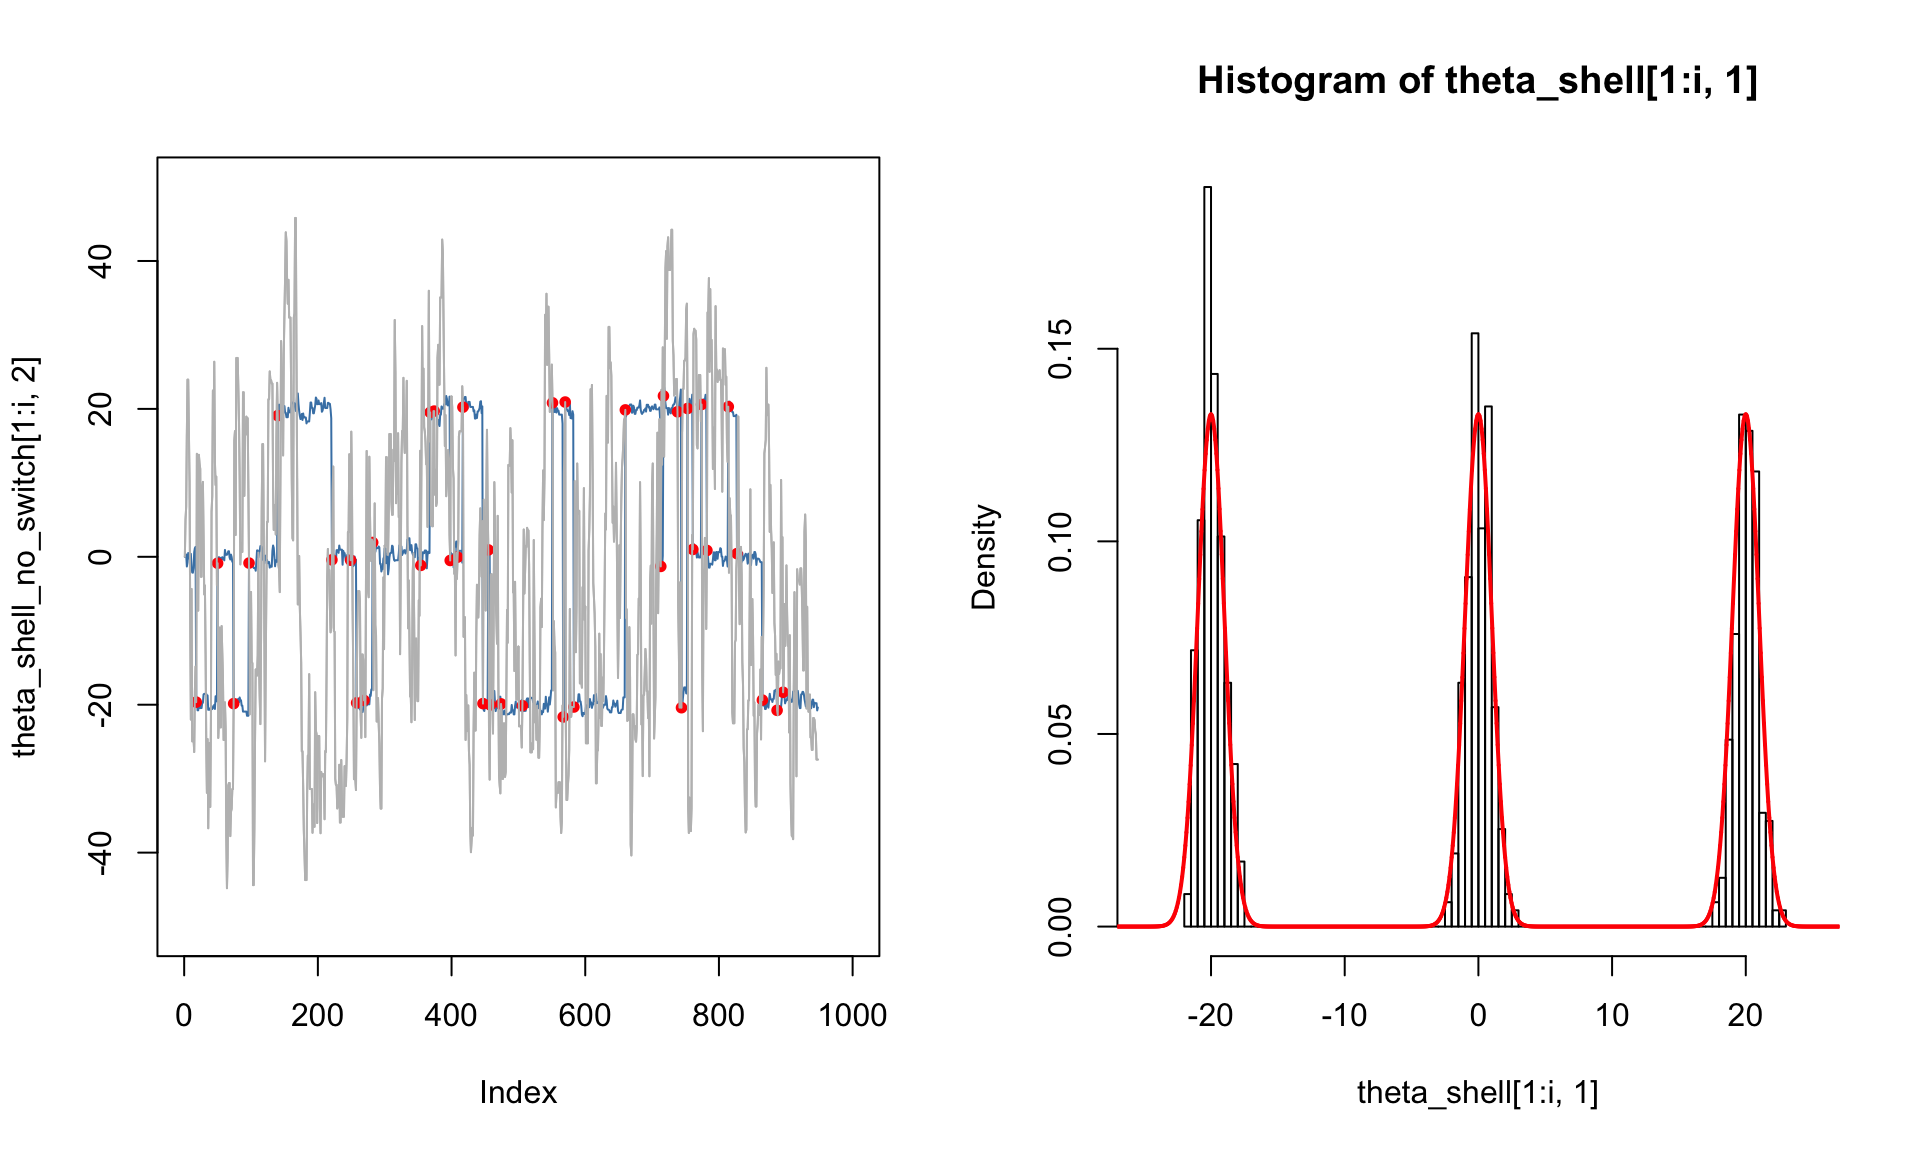 theta_shell_no_switch[1:i, 2]
40
20
0
-20
-40
0 200 400 600 800 1000
Index
Histogram of theta_shell[1:i, 1]
Density
0.15
0.10
0.05
0.00
-20 -10 0 10 20
theta_shell[1:i, 1]